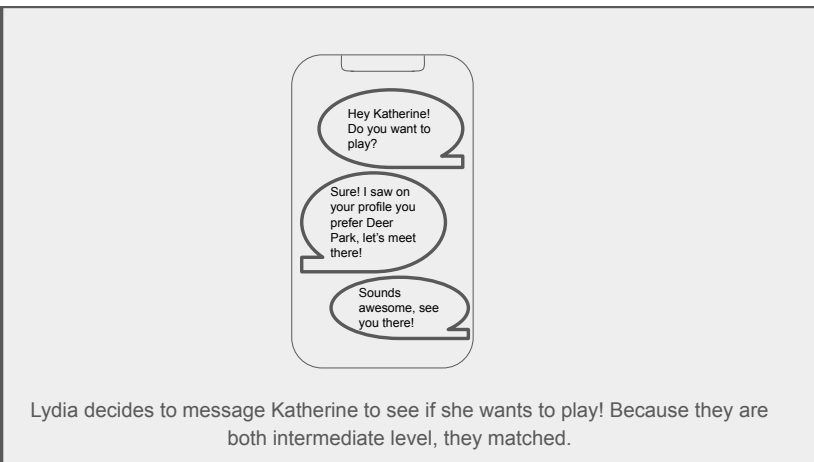 Hey Katherine!
Do you want to
play?
Sure! I saw on
your profile you
prefer Deer
Park, let's meet
there!
Sounds
awesome, see
you there!
Lydia decides to message Katherine to see if she wants to play! Because they are
both intermediate level, they matched.